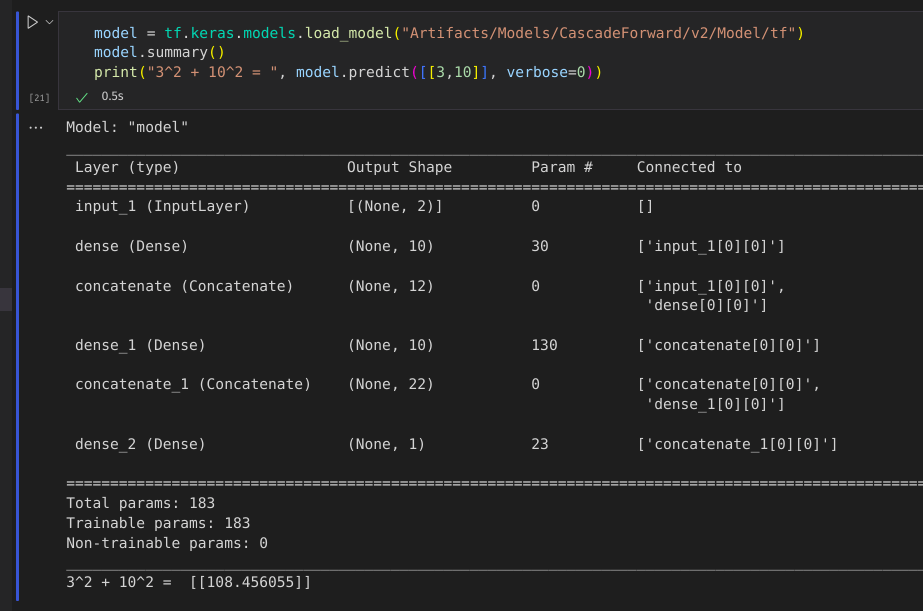 model = tf.keras.models.load_model("Artifacts/Models/CascadeForward/v2/Model/tf")
model.summary()
print("3^2 + 10^2 = ", model.predict([[3,10]], verbose=0))
[21] 0.5s
... Model: "model"
Layer (type) Output Shape Param # Connected to
==================================================================================================
input_1 (InputLayer) [(None, 2)] 0 []
dense (Dense) (None, 10) 30 ['input_1[0][0]']
concatenate (Concatenate) (None, 12) 0 ['input_1[0][0]',
'dense[0][0]']
dense_1 (Dense) (None, 10) 130 ['concatenate[0][0]']
concatenate_1 (Concatenate) (None, 22) 0 ['concatenate[0][0]',
'dense_1[0][0]']
dense_2 (Dense) (None, 1) 23 ['concatenate_1[0][0]']
==================================================================================================
Total params: 183
Trainable params: 183
Non-trainable params: 0
3^2 + 10^2 =  [[108.456055]]